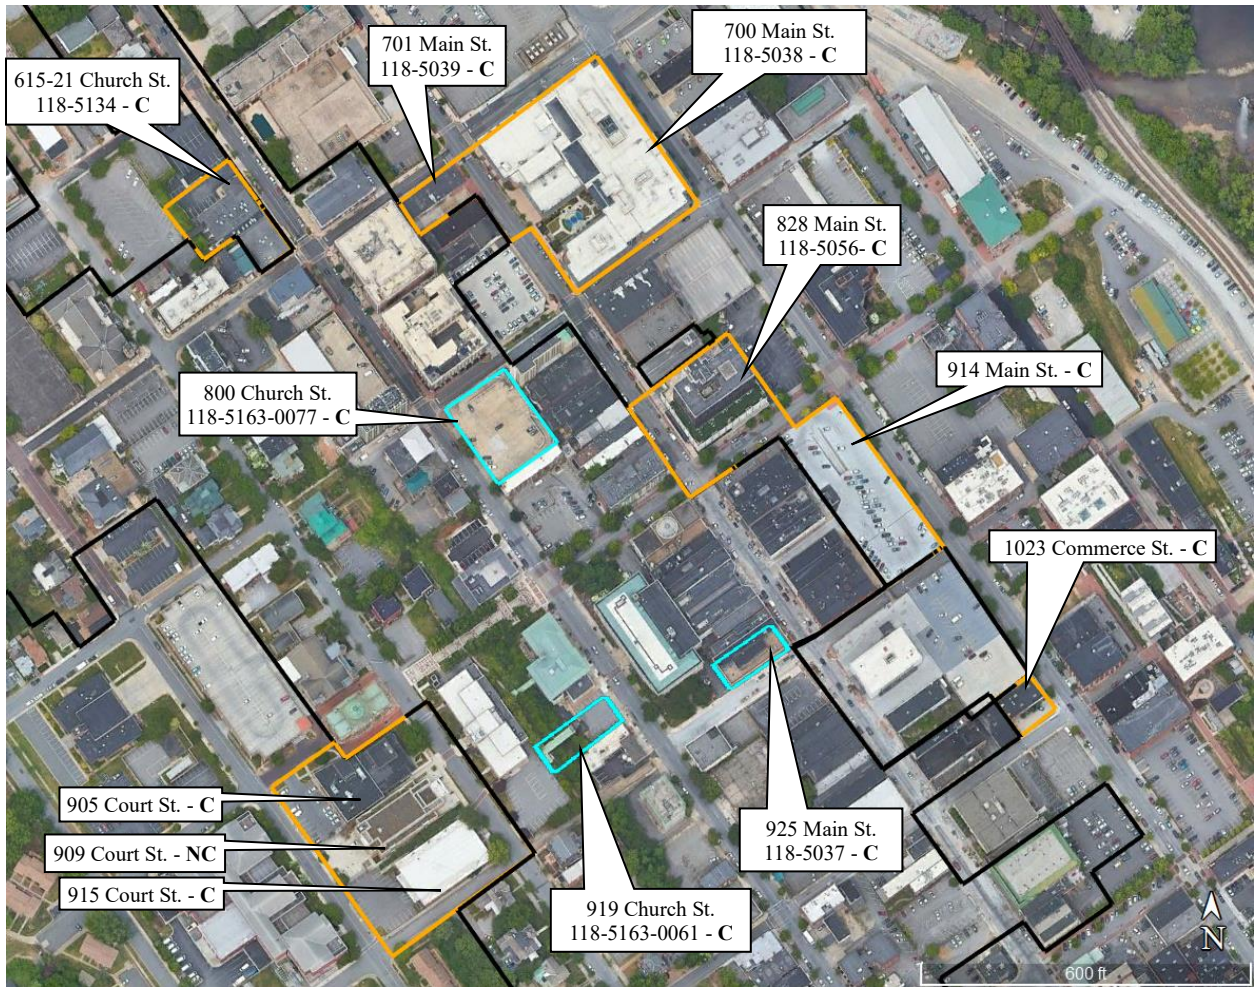 701 Main St.
118-5039 - C
700 Main St.
118-5038 - C
615-21 Church St.
118-5134 - C
828 Main St.
118-5056- C
914 Main St. - C
800 Church St.
118-5163-0077 - C
1023 Commerce St. - C
905 Court St. - C
909 Court St. - NC
915 Court St. - C
925 Main St.
118-5037 - C
919 Church St.
118-5163-0061 - C
N
600 ft